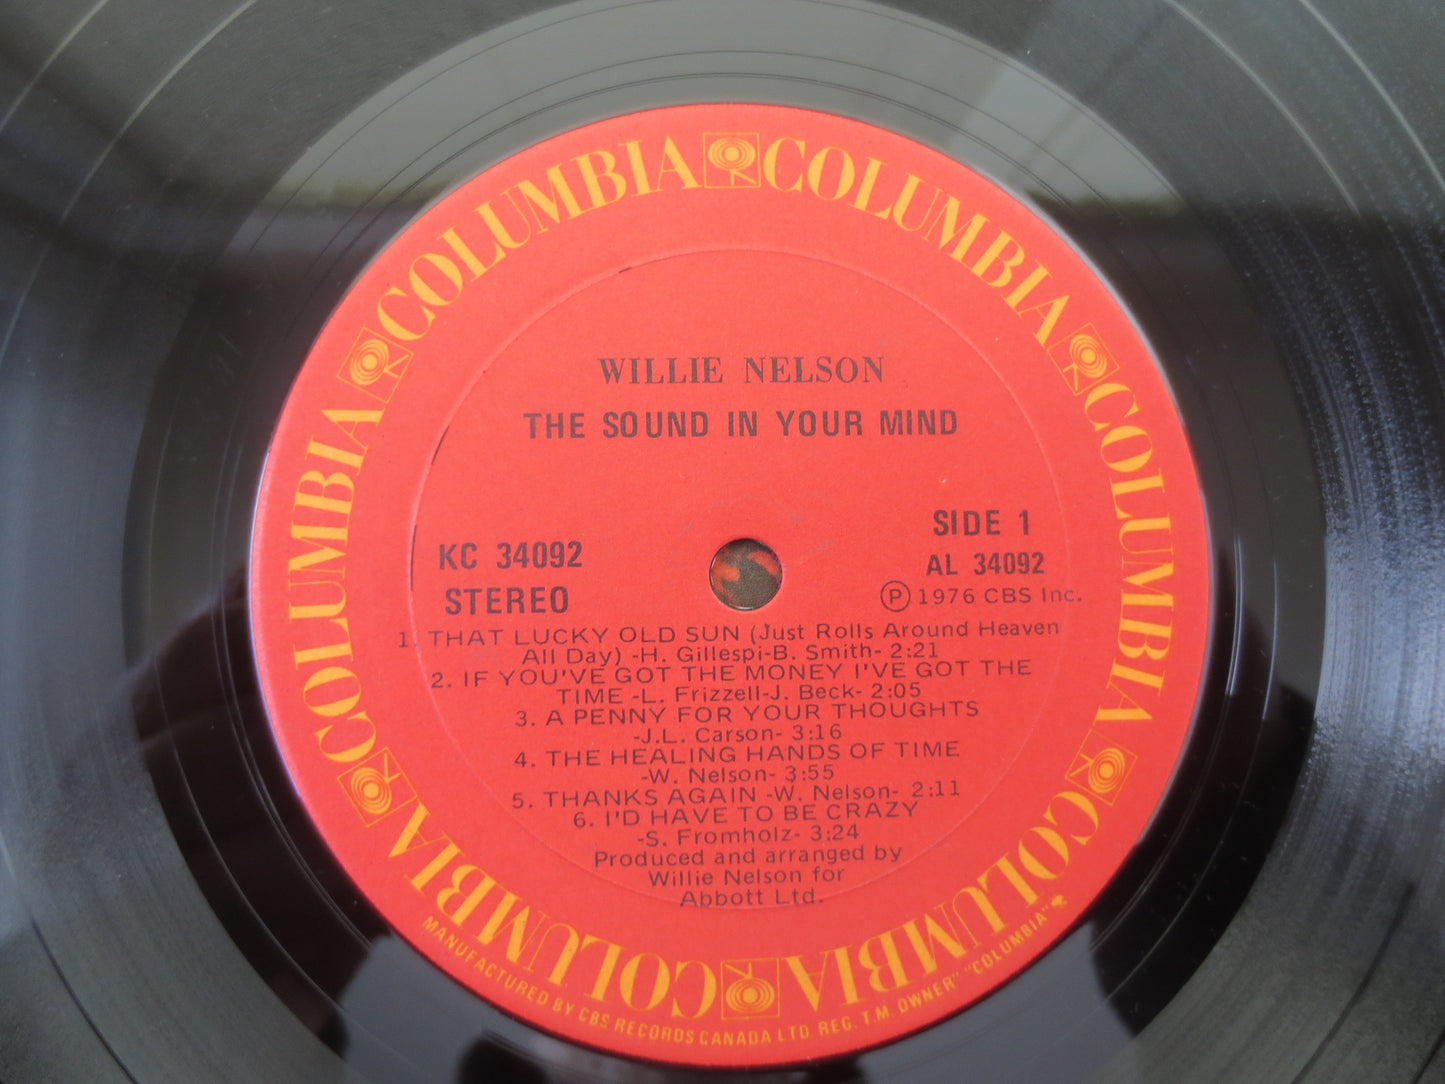 COLUMBIA COLUMBIA COLUMBIA COLUMBIA COLUMBIA COLUMBIA COLUMBIA COLUMBIA COLUMBIA COLUMBIA
WILLIE NELSON
THE SOUND IN YOUR MIND
KC 34092
STEREO
SIDE 1
AL 34092
Ⓟ 1976 CBS Inc.
1. THAT LUCKY OLD SUN (Just Rolls Around Heaven
All Day) -H. Gillespi-B. Smith- 2:21
2. IF YOU'VE GOT THE MONEY I'VE GOT THE
TIME -L. Frizzell-J. Beck- 2:05
3. A PENNY FOR YOUR THOUGHTS
-J.L. Carson- 3:16
4. THE HEALING HANDS OF TIME
-W. Nelson- 3:55
5. THANKS AGAIN -W. Nelson- 2:11
6. I'D HAVE TO BE CRAZY
-S. Fromholz- 3:24
Produced and arranged by
Willie Nelson for
Abbott Ltd.
MANUFACTURED BY CBS RECORDS CANADA LTD REG. T.M. OWNER" "COLUMBIA"